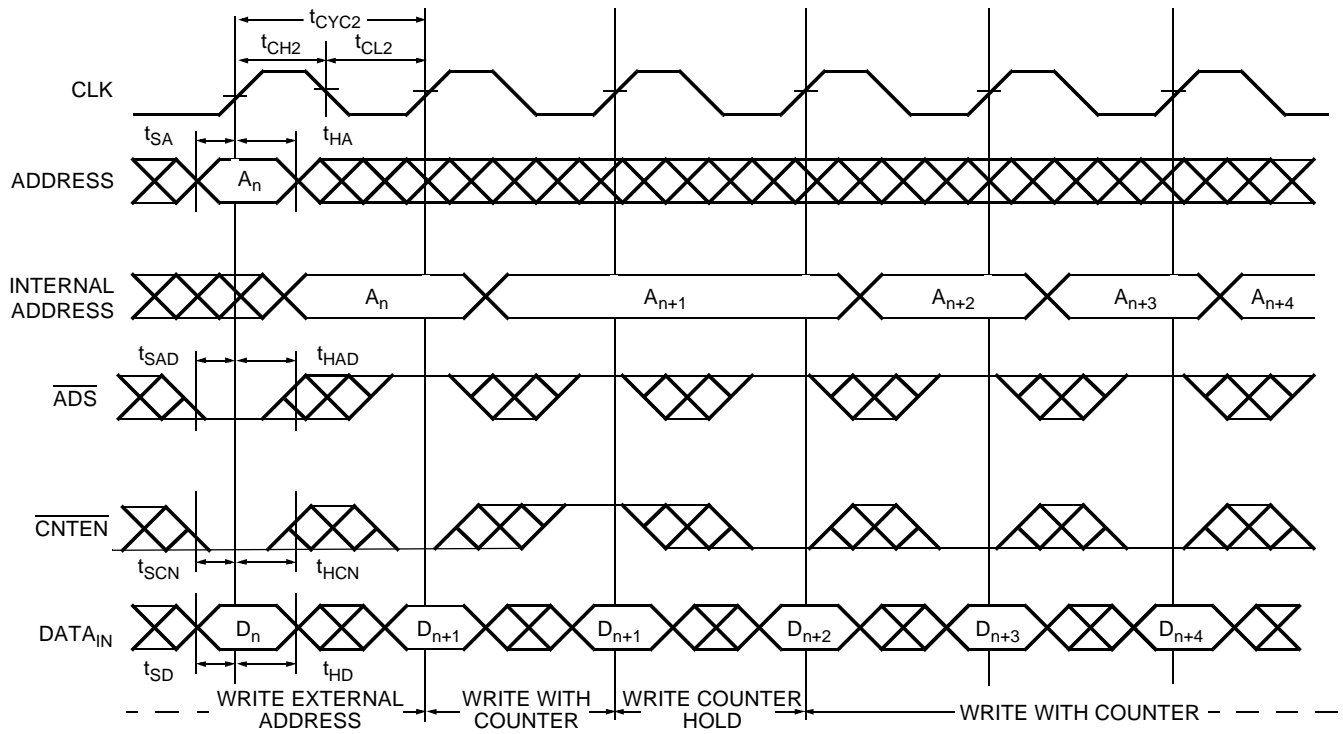 tCYC2
tCH2 tCL2
CLK
tSA tHA
ADDRESS An
INTERNAL ADDRESS An An+1 An+2 An+3 An+4
tSAD tHAD
ADS
CNTEN
tSCN tHCN
DATAIN Dn Dn+1 Dn+1 Dn+2 Dn+3 Dn+4
tSD tHD
WRITE EXTERNAL ADDRESS
WRITE WITH COUNTER
WRITE COUNTER HOLD
WRITE WITH COUNTER